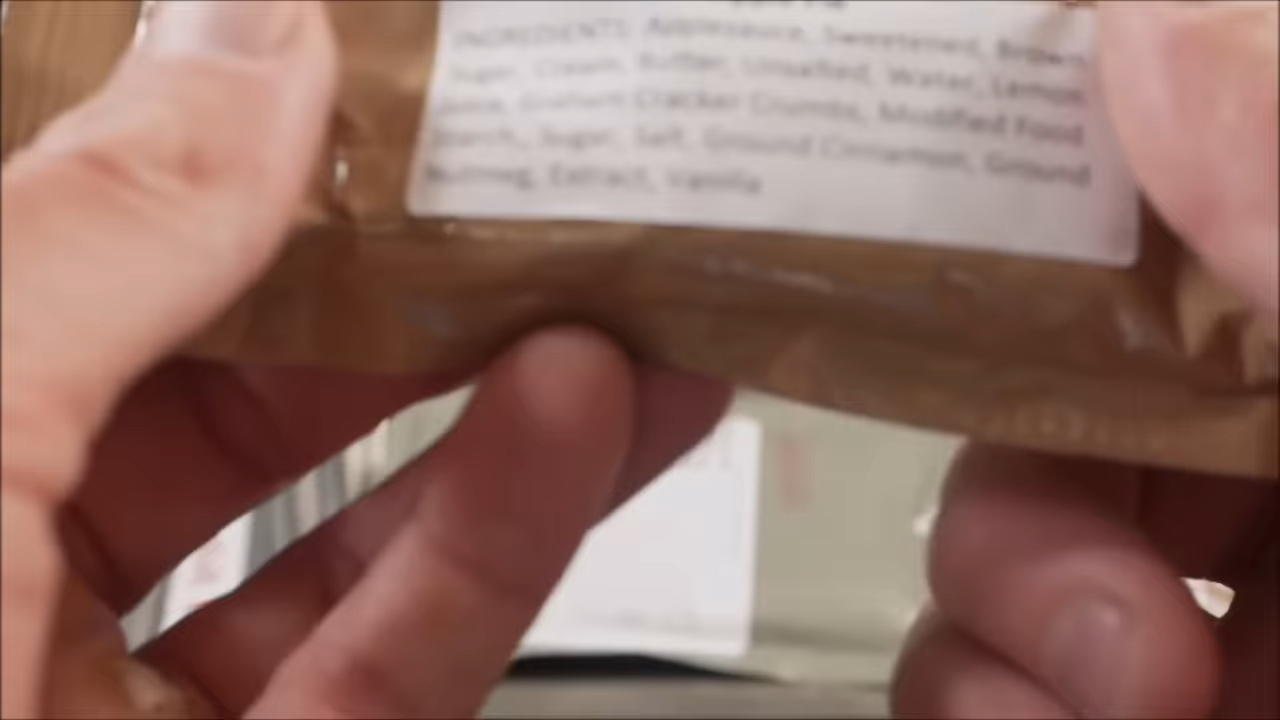 INGREDIENTS: Applesauce, Sweetened, Brown
Sugar, Cream, Butter, Unsalted, Water, Lemon
Juice, Graham Cracker Crumbs, Modified Food
Starch, Sugar, Salt, Ground Cinnamon, Ground
Nutmeg, Extract, Vanilla